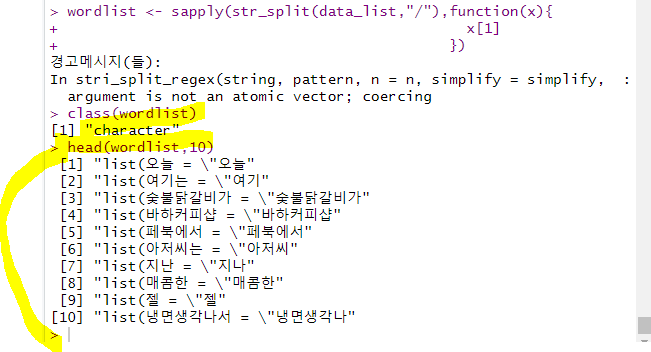 > wordlist <- sapply(str_split(data_list,"/"),function(x){
+ x[1]
+ })
경고메시지(들):
In stri_split_regex(string, pattern, n = n, simplify = simplify, :
argument is not an atomic vector; coercing
> class(wordlist)
[1] "character"
> head(wordlist,10)
[1] "list(오늘 = \"오늘"
[2] "list(여기는 = \"여기"
[3] "list(숯불닭갈비가 = \"숯불닭갈비가"
[4] "list(바하커피샵 = \"바하커피샵"
[5] "list(페북에서 = \"페북에서"
[6] "list(아저씨는 = \"아저씨"
[7] "list(지난 = \"지나"
[8] "list(매콤한 = \"매콤한"
[9] "list(젤 = \"젤"
[10] "list(냉면생각나서 = \"냉면생각나"
>